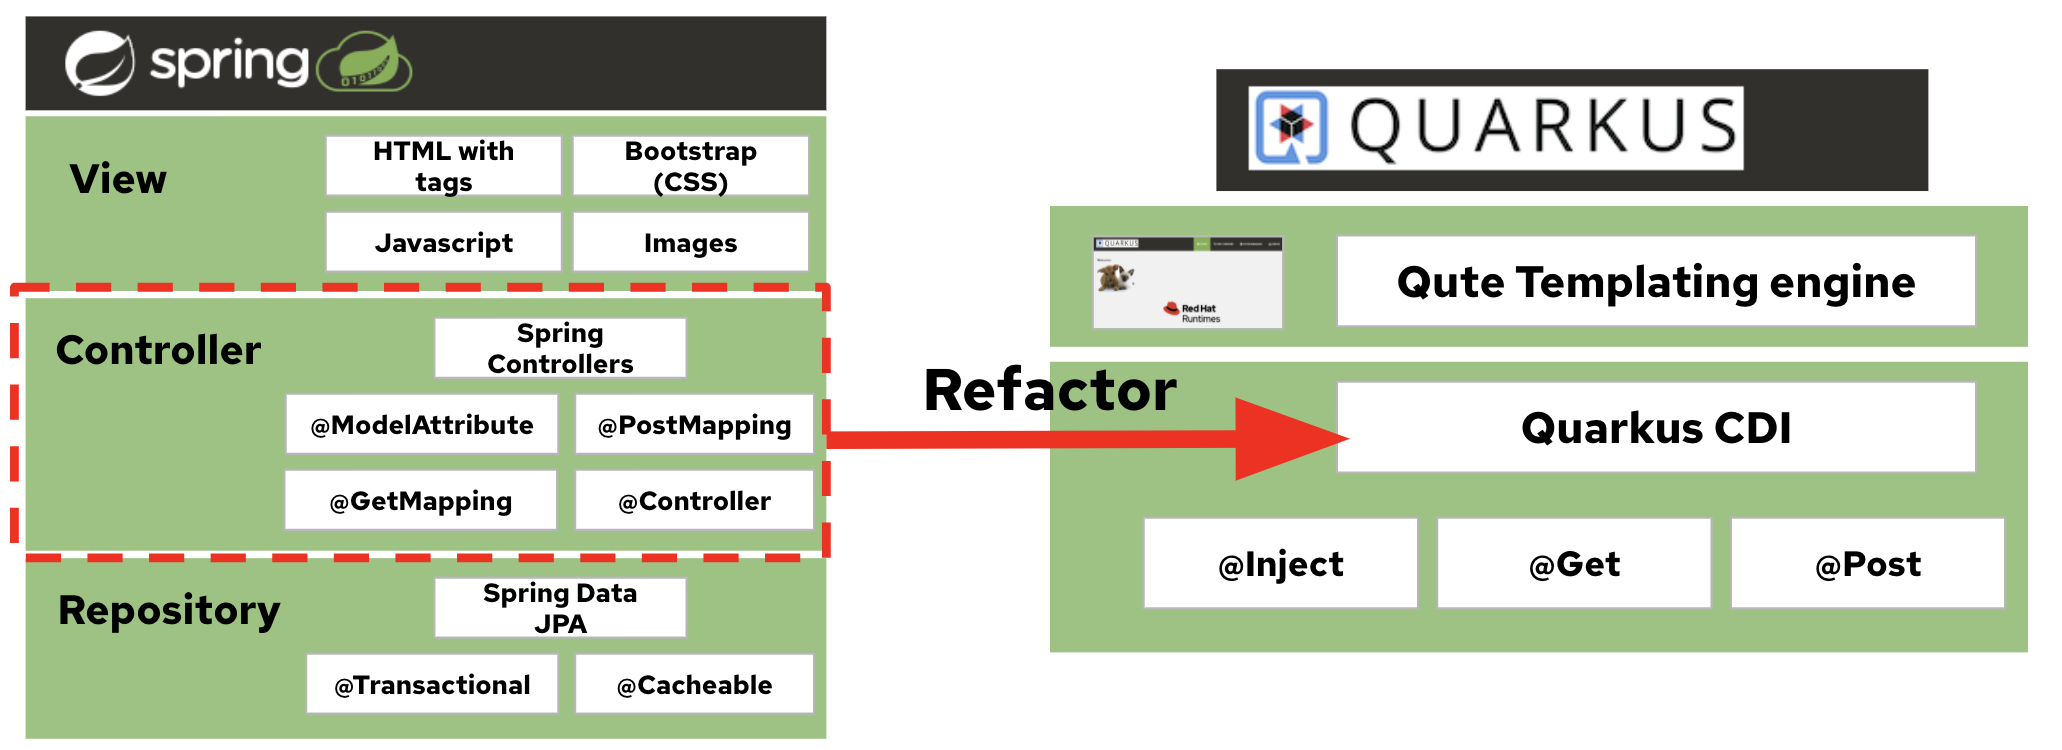 spring
View
HTML with
tags
Bootstrap
(CSS)
Javascript
Images
Controller
Spring
Controllers
@ModelAttribute
@PostMapping
@GetMapping
@Controller
Repository
Spring Data
JPA
@Transactional
@Cacheable
Refactor
QUARKUS
QUARKUS
Red Hat
Runtimes
Qute Templating engine
Quarkus CDI
@Inject
@Get
@Post